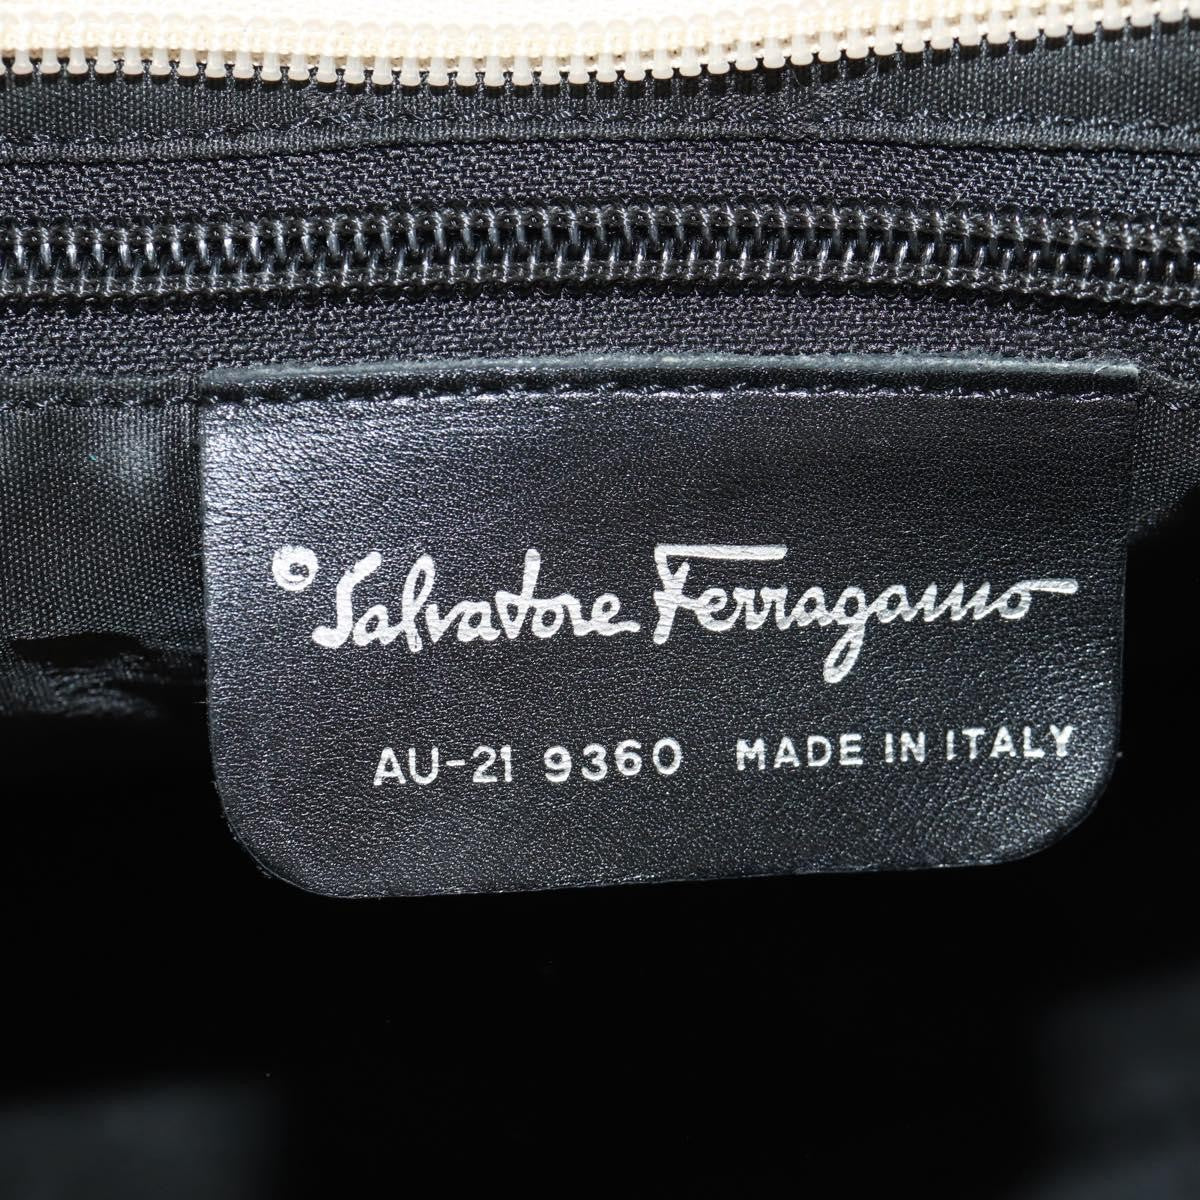 © Salvatore Ferragamo
AU-21 9360 MADE IN ITALY